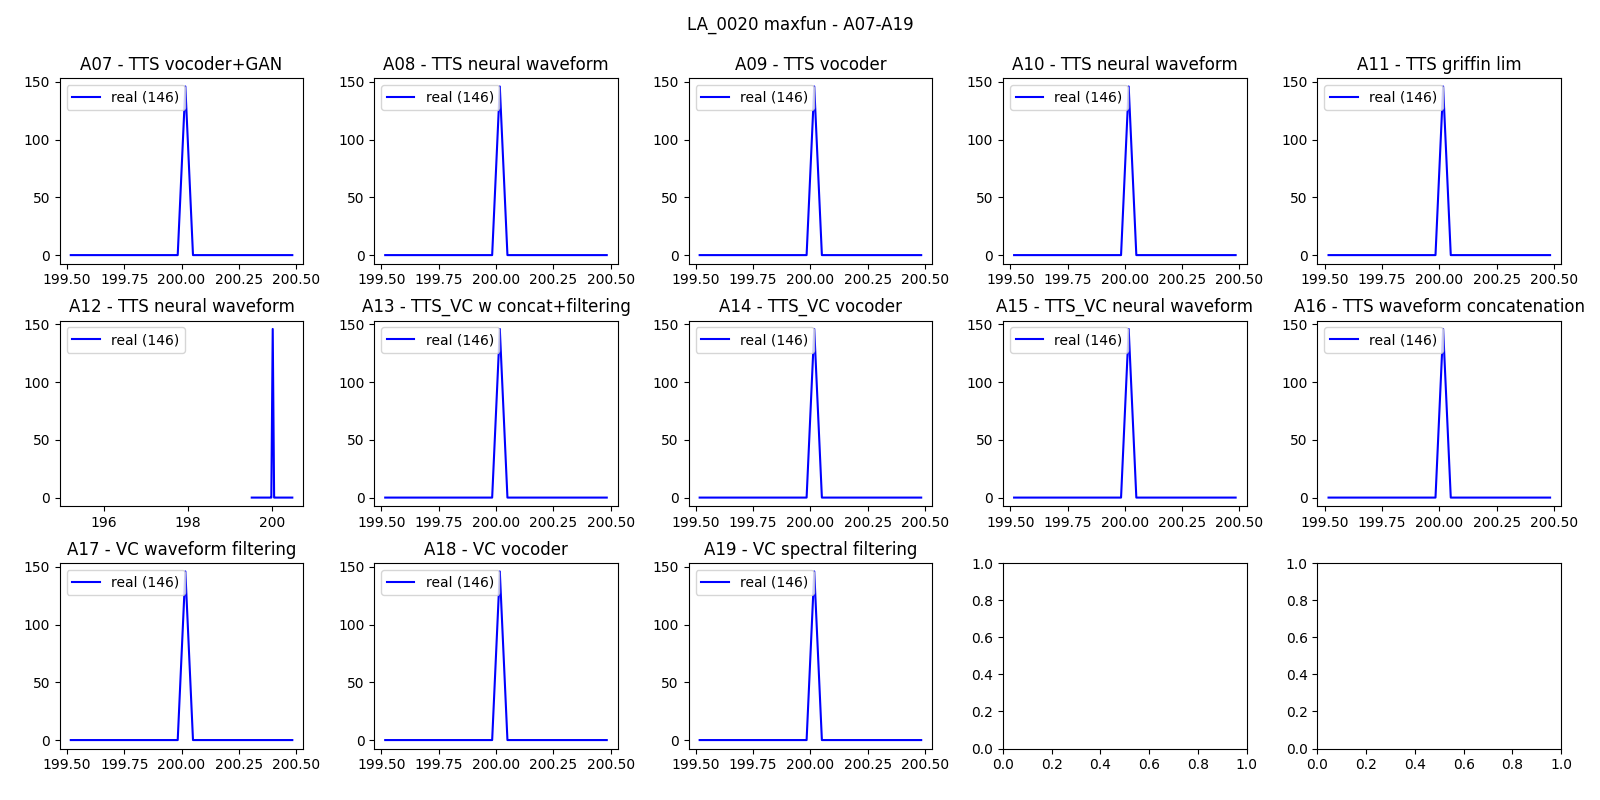 LA_0020 maxfun - A07-A19
A07 - TTS vocoder+GAN
A08 - TTS neural waveform
A09 - TTS vocoder
A10 - TTS neural waveform
A11 - TTS griffin lim
150
100
50
0
real (146)
199.50 199.75 200.00 200.25 200.50
150
100
50
0
real (146)
199.50 199.75 200.00 200.25 200.50
150
100
50
0
real (146)
199.50 199.75 200.00 200.25 200.50
150
100
50
0
real (146)
199.50 199.75 200.00 200.25 200.50
150
100
50
0
real (146)
199.50 199.75 200.00 200.25 200.50
A12 - TTS neural waveform
A13 - TTS_VC w concat+filtering
A14 - TTS_VC vocoder
A15 - TTS_VC neural waveform
A16 - TTS waveform concatenation
150
100
50
0
real (146)
196 198 200
150
100
50
0
real (146)
199.50 199.75 200.00 200.25 200.50
150
100
50
0
real (146)
199.50 199.75 200.00 200.25 200.50
150
100
50
0
real (146)
199.50 199.75 200.00 200.25 200.50
150
100
50
0
real (146)
199.50 199.75 200.00 200.25 200.50
A17 - VC waveform filtering
A18 - VC vocoder
A19 - VC spectral filtering
150
100
50
0
real (146)
199.50 199.75 200.00 200.25 200.50
150
100
50
0
real (146)
199.50 199.75 200.00 200.25 200.50
150
100
50
0
real (146)
199.50 199.75 200.00 200.25 200.50
1.0
0.8
0.6
0.4
0.2
0.0
0.0 0.2 0.4 0.6 0.8 1.0
1.0
0.8
0.6
0.4
0.2
0.0
0.0 0.2 0.4 0.6 0.8 1.0